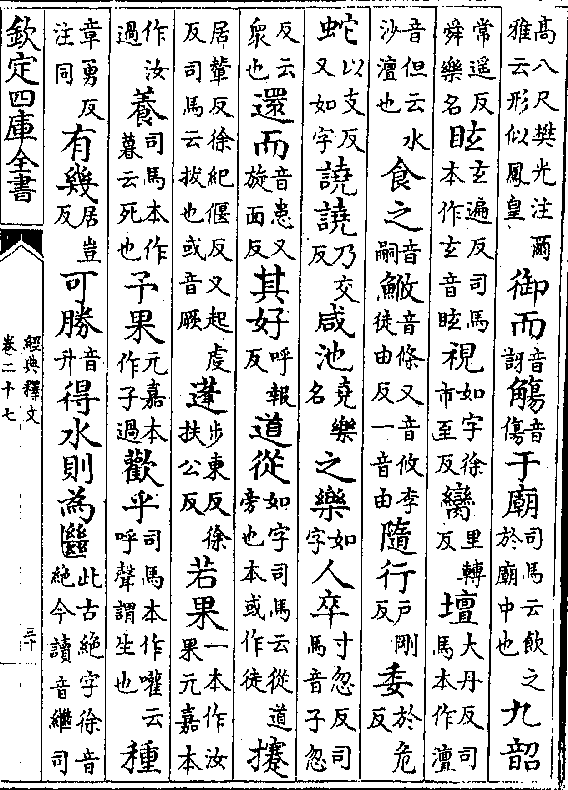 高八尺樊光注爾雅云形似鳳皇御而音訝觴音傷于廟司馬云飲之於廟中也九韶
常遥反舜樂名眩玄遍反司馬本作玄音眩視如字徐市至反臠里轉反壇大丹反司馬本作澶
音但云水沙澶也食之音嗣鰷音條又音攸李徒由反一音由隨行戶剛反委於危反
蛇以支反又如字譊譊乃交反咸池堯樂名之樂如字人卒寸忽反司馬音子忽
反云衆也還而音患又旋面反其好呼報反道從如字司馬云從道旁也本或作徒攓
居輦反徐紀偃反又起虔反司馬云拔也或音厥蓬步東反徐扶公反若果一本作汝果元嘉本
作汝過養司馬本作暮云死也予果元嘉本作子過歡乎司馬本作嚾云呼聲謂生也種
章勇反注同有幾居豈反可勝音升得水則為㡭此古絶字徐音絶今讀音繼司
欽定四庫全書
經典釋文
卷二十七
三十